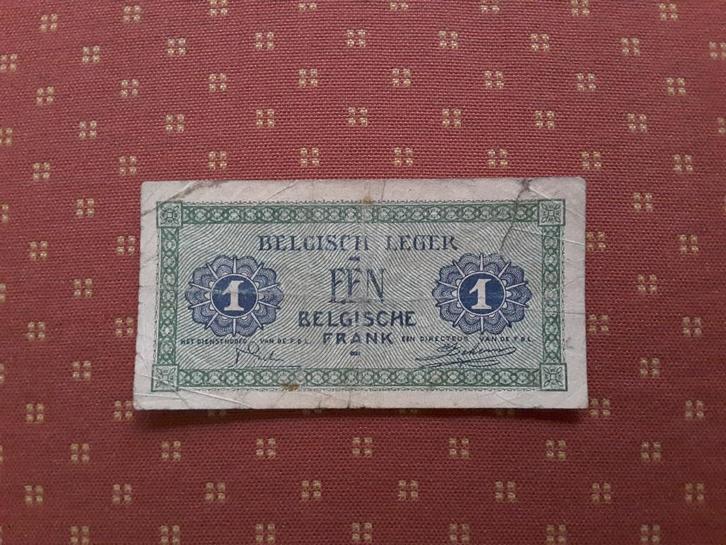 BELGISCH LEGER
1 EEN 1
BELGISCHE
HET DIENSTHOOFD VAN DE P.B.L. FRANK EEN DIRECTEUR VAN DE P.B.L.